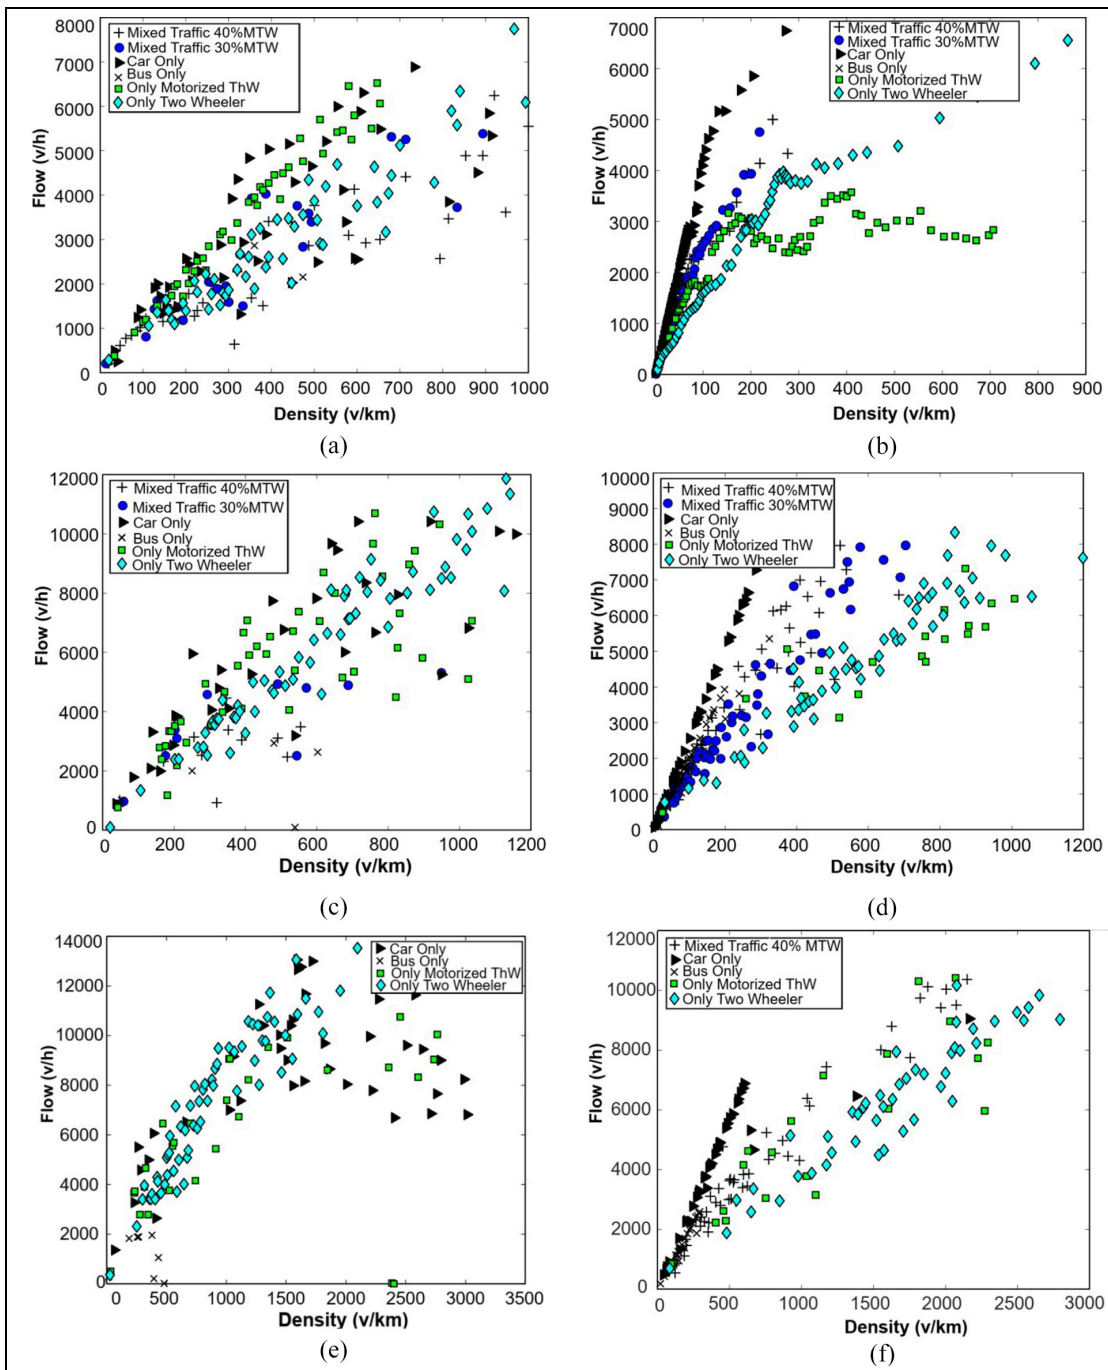 8000
7000
6000
5000
4000
3000
2000
1000
0
Flow (v/h)
Mixed Traffic 40%MTW
Mixed Traffic 30%MTW
Car Only
Bus Only
Only Motorized ThW
Only Two Wheeler
0 100 200 300 400 500 600 700 800 900 1000
Density (v/km)
(a)
7000
6000
5000
4000
3000
2000
1000
0
Flow (v/h)
Mixed Traffic 40%MTW
Mixed Traffic 30%MTW
Car Only
Bus Only
Only Motorized ThW
Only Two Wheeler
0 100 200 300 400 500 600 700 800 900
Density (v/km)
(b)
12000
10000
8000
6000
4000
2000
0
Flow (v/h)
Mixed Traffic 40%MTW
Mixed Traffic 30%MTW
Car Only
Bus Only
Only Motorized ThW
Only Two Wheeler
0 200 400 600 800 1000 1200
Density (v/km)
(c)
10000
9000
8000
7000
6000
5000
4000
3000
2000
1000
0
Flow (v/h)
Mixed Traffic 40%MTW
Mixed Traffic 30%MTW
Car Only
Bus Only
Only Motorized ThW
Only Two Wheeler
0 200 400 600 800 1000 1200
Density (v/km)
(d)
14000
12000
10000
8000
6000
4000
2000
0
Flow (v/h)
Car Only
Bus Only
Only Motorized ThW
Only Two Wheeler
0 500 1000 1500 2000 2500 3000 3500
Density (v/km)
(e)
12000
10000
8000
6000
4000
2000
0
Flow (v/h)
Mixed Traffic 40% MTW
Car Only
Bus Only
Only Motorized ThW
Only Two Wheeler
0 500 1000 1500 2000 2500 3000
Density (v/km)
(f)